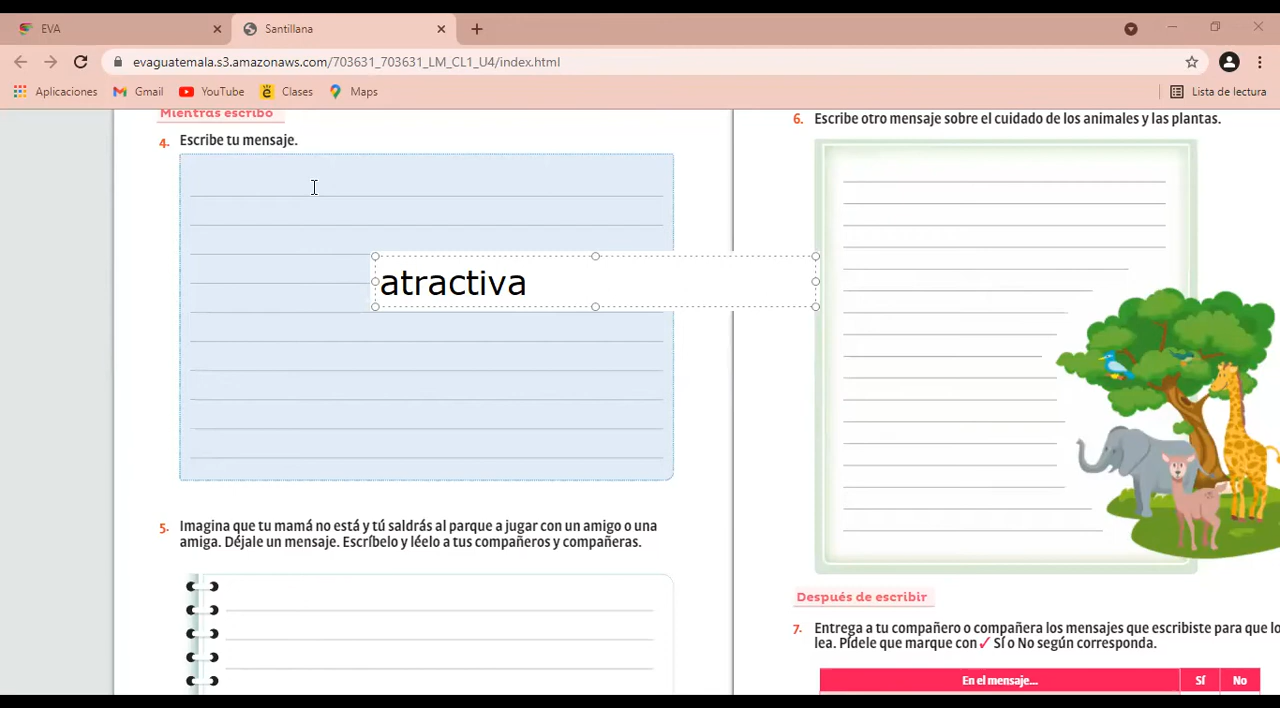 EVA
Santillana
evaguatemala.s3.amazonaws.com/703631_703631_LM_CL1_U4/index.html
Aplicaciones
Gmail
YouTube
Clases
Maps
Lista de lectura
Mientras escribo
4. Escribe tu mensaje.
atractiva
5. Imagina que tu mamá no está y tú saldrás al parque a jugar con un amigo o una
amiga. Déjale un mensaje. Escríbelo y léelo a tus compañeros y compañeras.
6. Escribe otro mensaje sobre el cuidado de los animales y las plantas.
Después de escribir
7. Entrega a tu compañero o compañera los mensajes que escribiste para que lo
lea. Pídele que marque con ✓ Sí o No según corresponda.
En el mensaje... Sí No